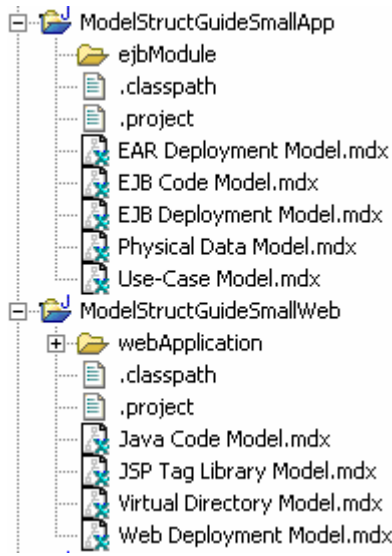 ModelStructGuideSmallApp
ejbModule
.classpath
.project
EAR Deployment Model.mdx
EJB Code Model.mdx
EJB Deployment Model.mdx
Physical Data Model.mdx
Use-Case Model.mdx
ModelStructGuideSmallWeb
webApplication
.classpath
.project
Java Code Model.mdx
JSP Tag Library Model.mdx
Virtual Directory Model.mdx
Web Deployment Model.mdx